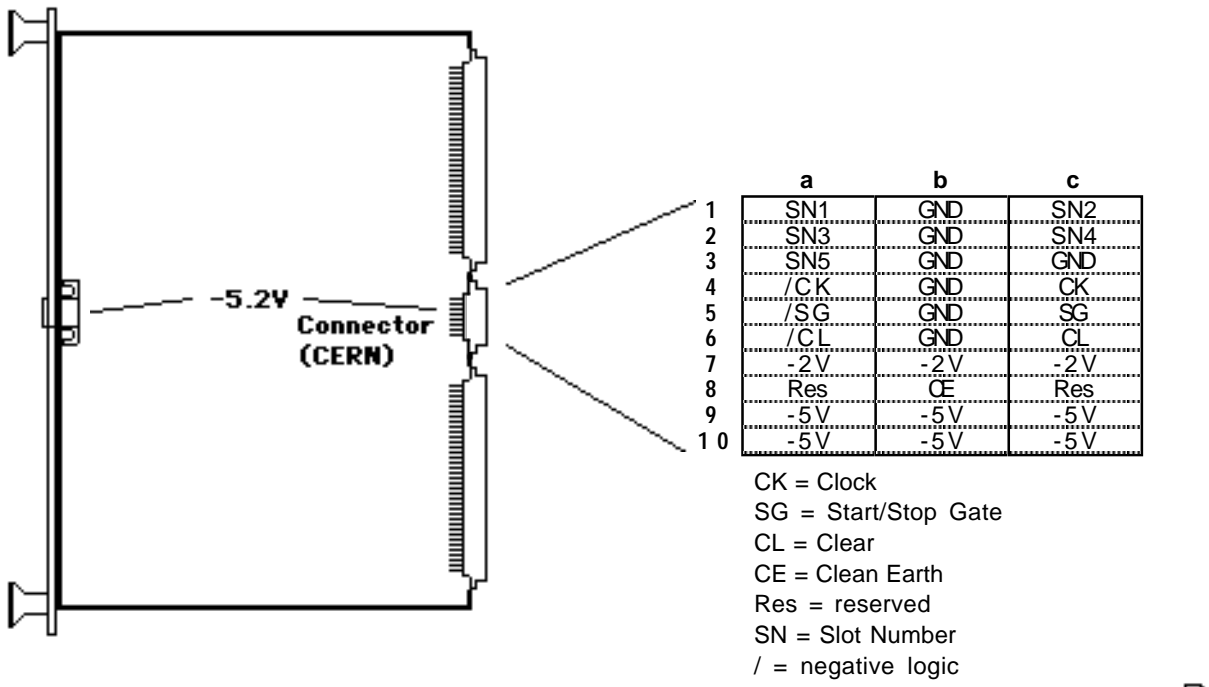 -5.2V
Connector
(CERN)
a b c
1 SN1 GND SN2
2 SN3 GND SN4
3 SN5 GND GND
4 /CK GND CK
5 /SG GND SG
6 /CL GND CL
7 -2V -2V -2V
8 Res CE Res
9 -5V -5V -5V
10 -5V -5V -5V
CK = Clock
SG = Start/Stop Gate
CL = Clear
CE = Clean Earth
Res = reserved
SN = Slot Number
/ = negative logic